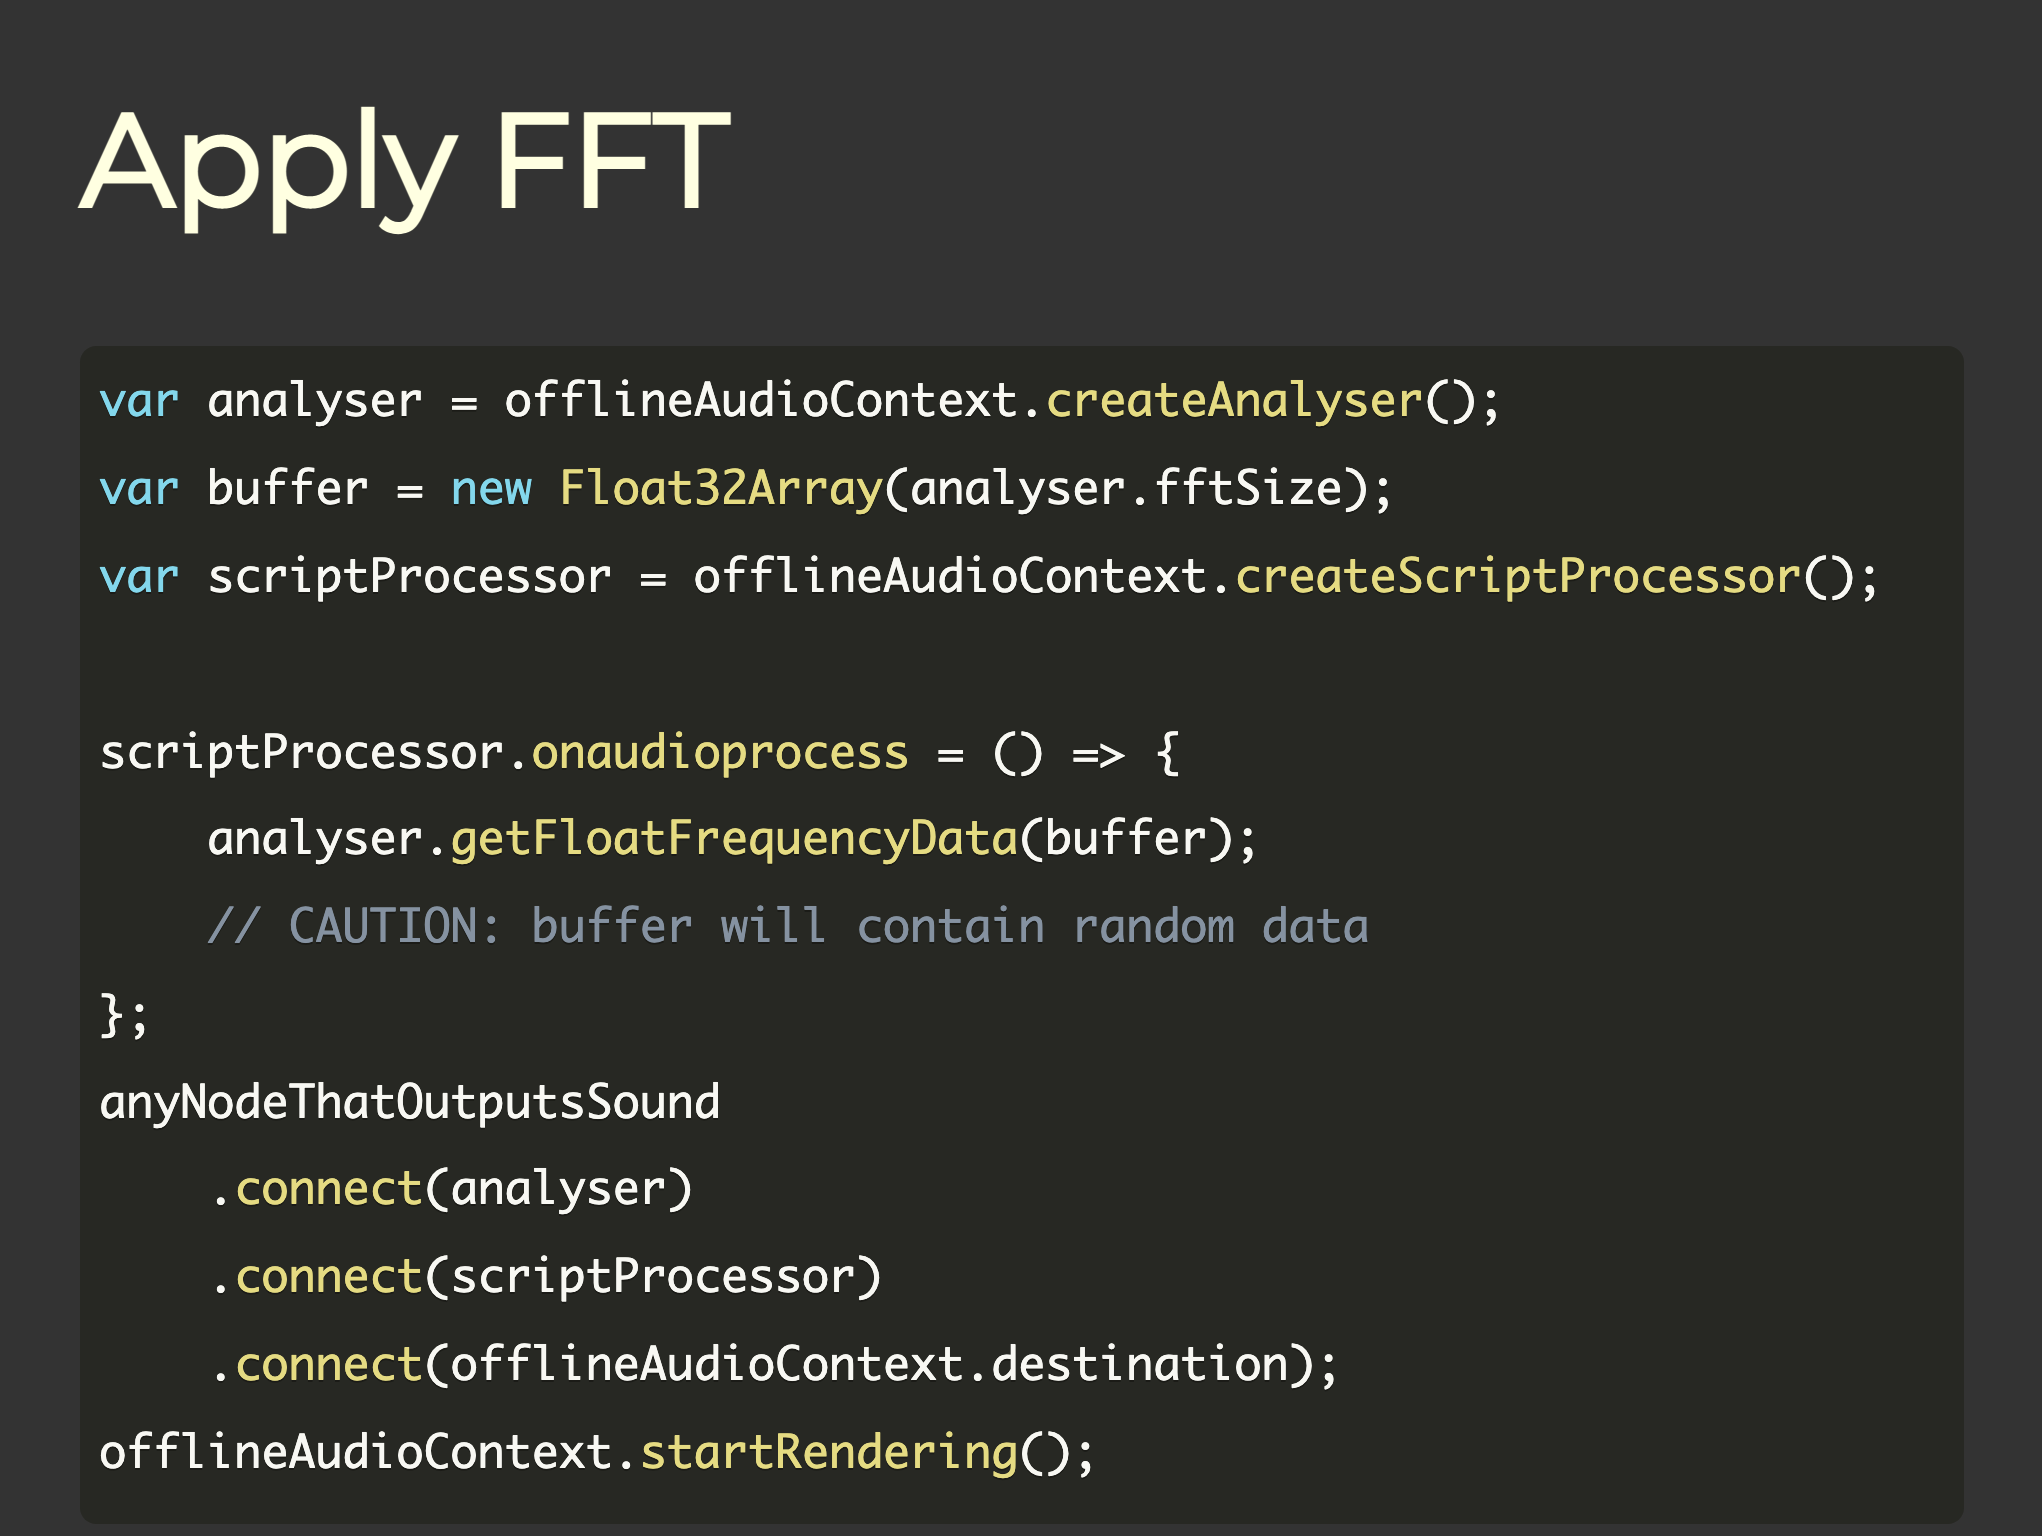 Apply FFT
var analyser = offlineAudioContext.createAnalyser();
var buffer = new Float32Array(analyser.fftSize);
var scriptProcessor = offlineAudioContext.createScriptProcessor();
scriptProcessor.onaudioprocess = () => {
    analyser.getFloatFrequencyData(buffer);
    // CAUTION: buffer will contain random data
};
anyNodeThatOutputsSound
    .connect(analyser)
    .connect(scriptProcessor)
    .connect(offlineAudioContext.destination);
offlineAudioContext.startRendering();